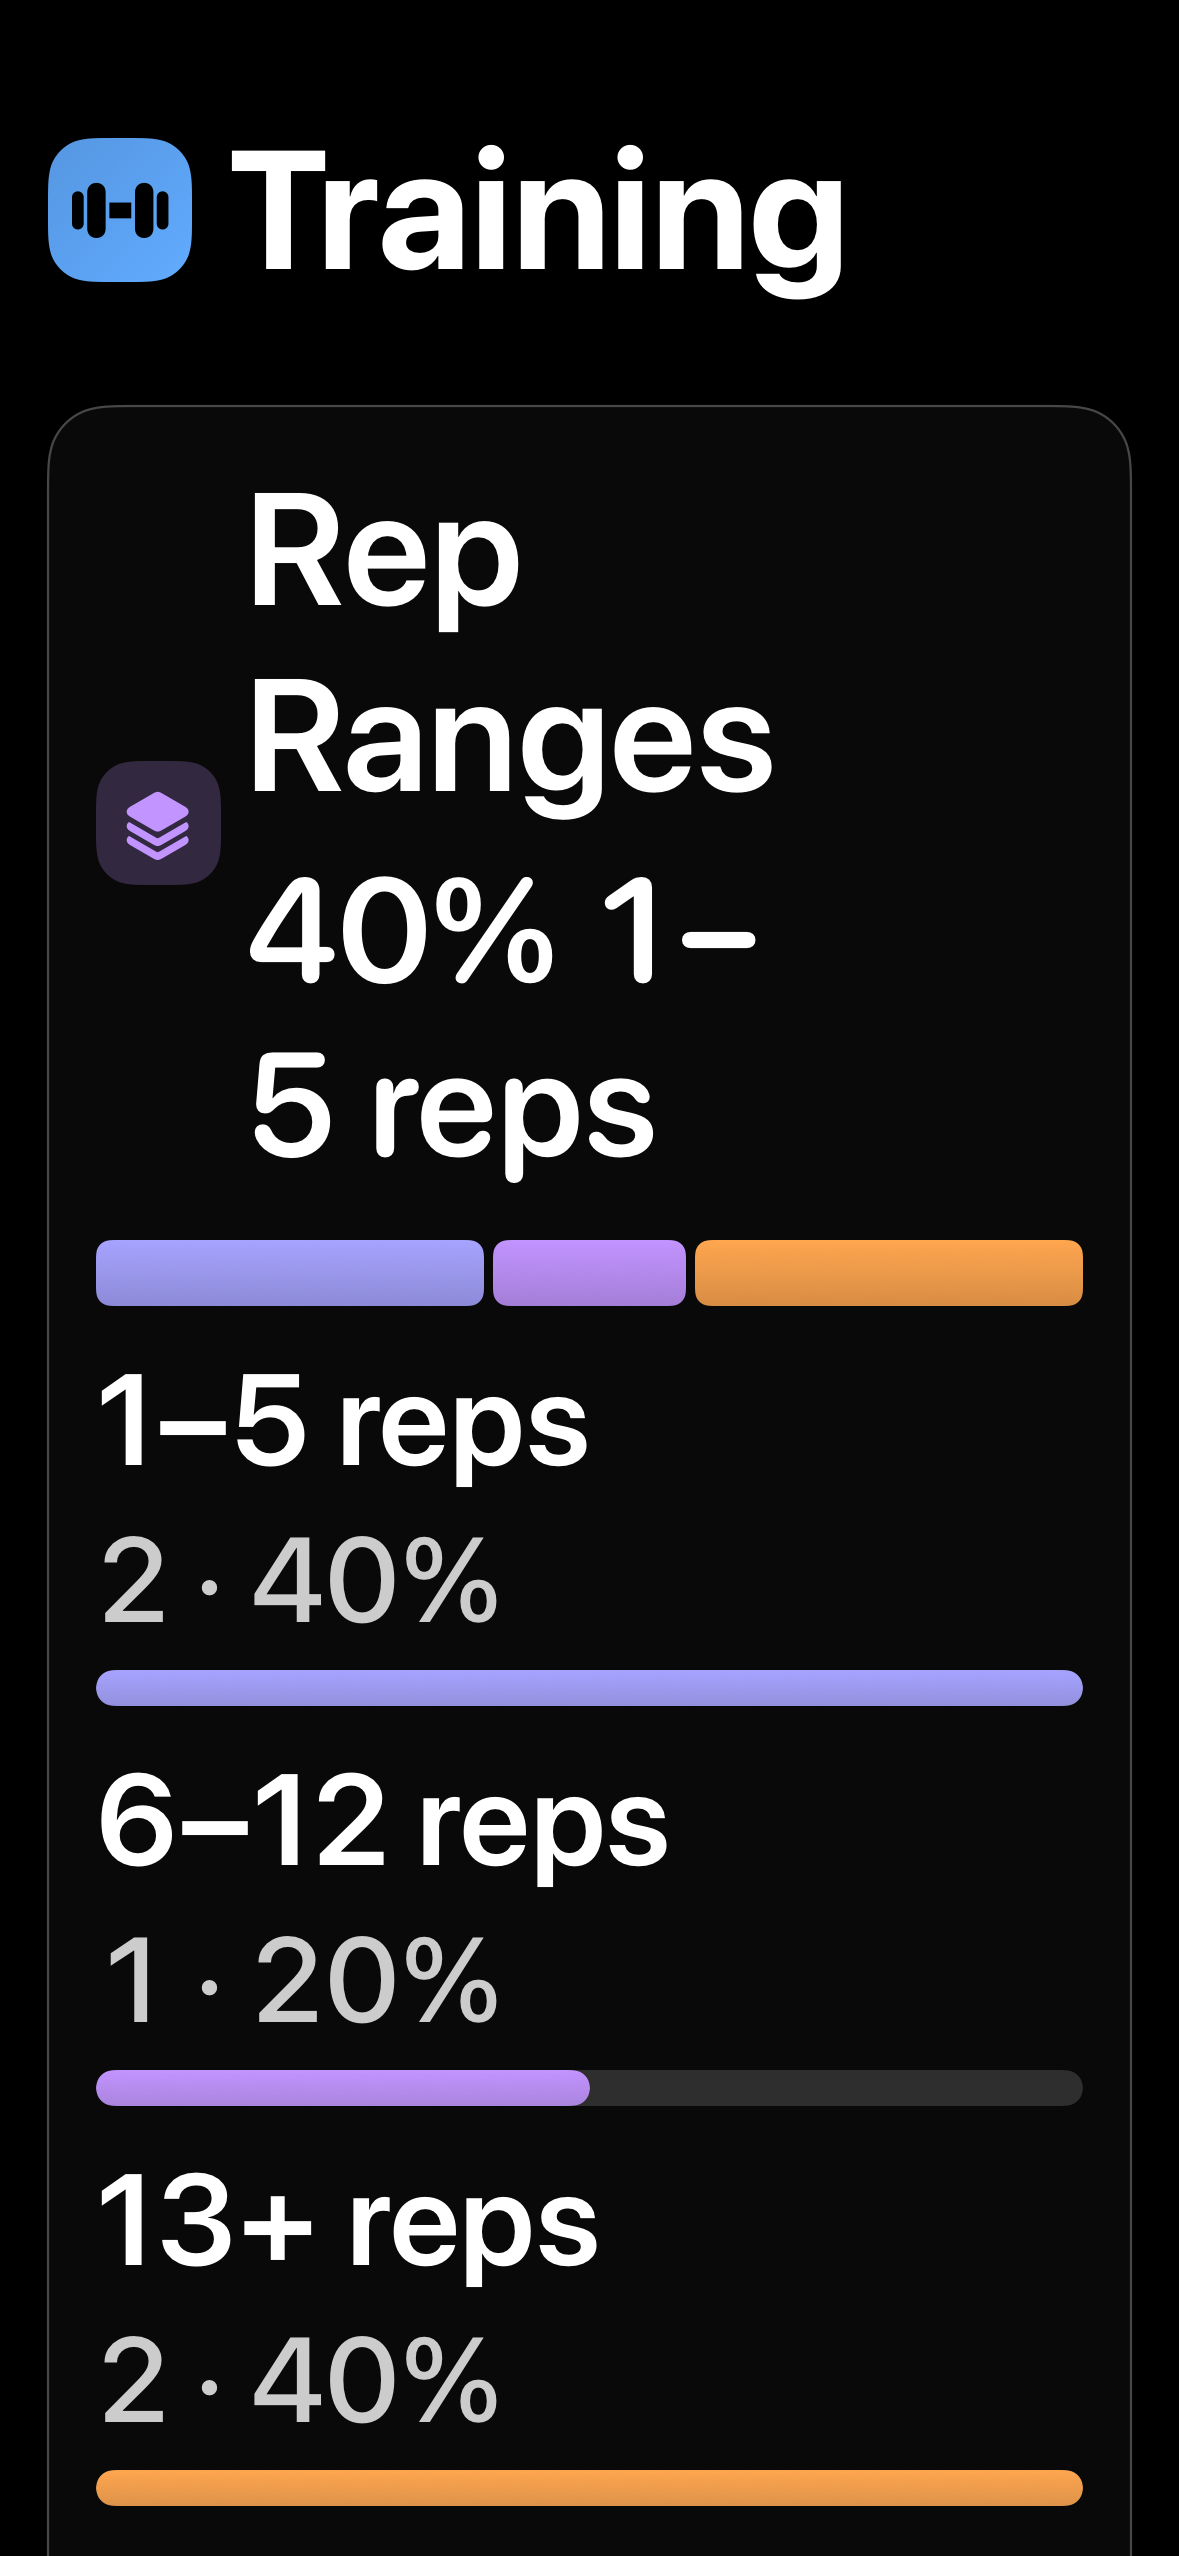 Training
Rep
Ranges
40% 1–
5 reps
1–5 reps
2 · 40%
6–12 reps
1 · 20%
13+ reps
2 · 40%